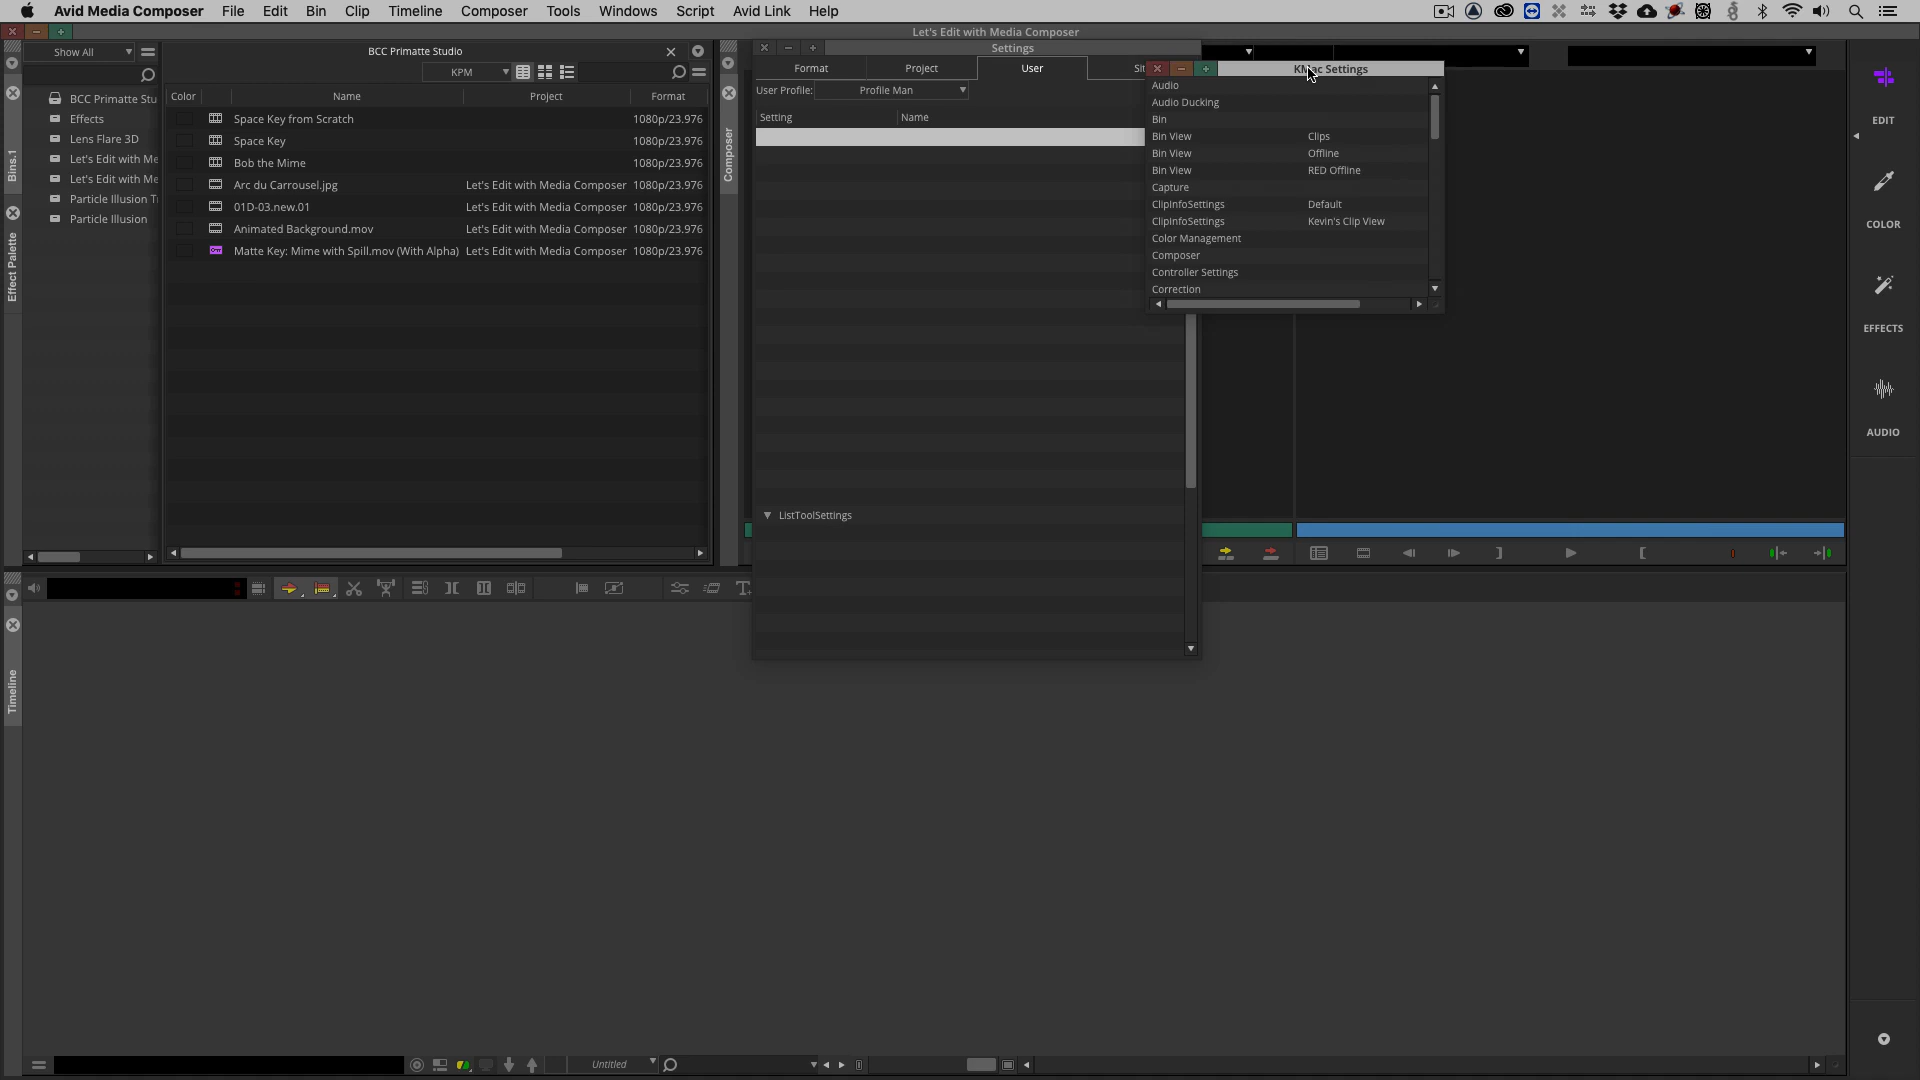 Avid Media Composer File Edit Bin Clip Timeline Composer Tools Windows Script Avid Link Help
Let's Edit with Media Composer
Show All
BCC Primatte Studio
KPM
Color Name Project Format
BCC Primatte Stu
Effects
Lens Flare 3D
Let's Edit with Me
Let's Edit with Me
Particle Illusion T
Particle Illusion
Space Key from Scratch 1080p/23.976
Space Key 1080p/23.976
Bob the Mime 1080p/23.976
Arc du Carrousel.jpg Let's Edit with Media Composer 1080p/23.976
01D-03.new.01 Let's Edit with Media Composer 1080p/23.976
Animated Background.mov Let's Edit with Media Composer 1080p/23.976
Matte Key: Mime with Spill.mov (With Alpha) Let's Edit with Media Composer 1080p/23.976
Bins.1
Effect Palette
Composer
Settings
Format Project User Sit
User Profile: Profile Man
Setting Name
ListToolSettings
Settings
Audio
Audio Ducking
Bin
Bin View Clips
Bin View Offline
Bin View RED Offline
Capture
ClipInfoSettings Default
ClipInfoSettings Kevin's Clip View
Color Management
Composer
Controller Settings
Correction
EDIT
COLOR
EFFECTS
AUDIO
Timeline
Untitled